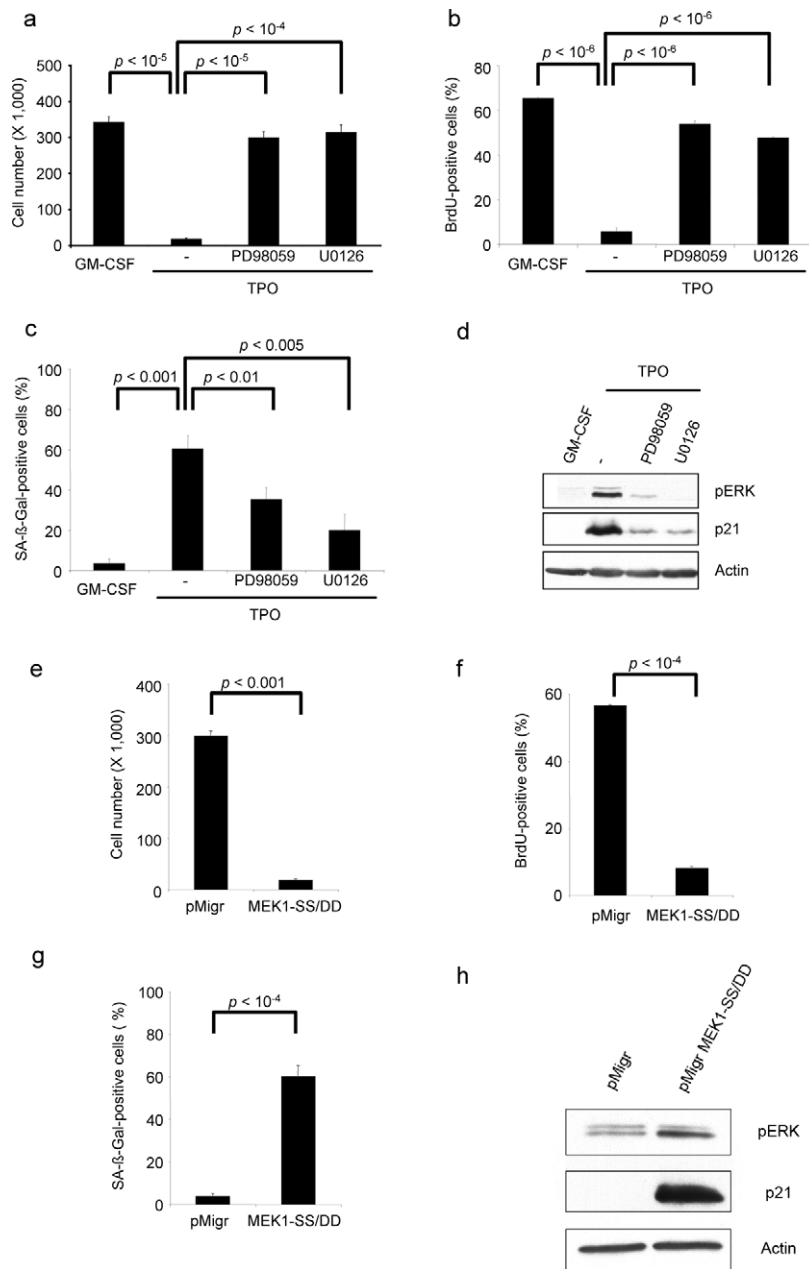 a
p < 10-4
p < 10-5
p < 10-5
Cell number (X 1,000)
500
400
300
200
100
0
GM-CSF
-
PD98059
U0126
TPO
b
p < 10-6
p < 10-6
p < 10-6
BrdU-positive cells (%)
80
60
40
20
0
GM-CSF
-
PD98059
U0126
TPO
c
p < 0.005
p < 0.001
p < 0.01
SA-ß-Gal-positive cells (%)
100
80
60
40
20
0
GM-CSF
-
PD98059
U0126
TPO
d
TPO
GM-CSF
-
PD98059
U0126
pERK
p21
Actin
e
p < 0.001
Cell number (X 1,000)
400
300
200
100
0
pMigr
MEK1-SS/DD
f
p < 10-4
BrdU-positive cells (%)
60
40
20
0
pMigr
MEK1-SS/DD
g
p < 10-4
SA-ß-Gal-positive cells ( %)
100
80
60
40
20
0
pMigr
MEK1-SS/DD
h
pMigr
pMigr MEK1-SS/DD
pERK
p21
Actin